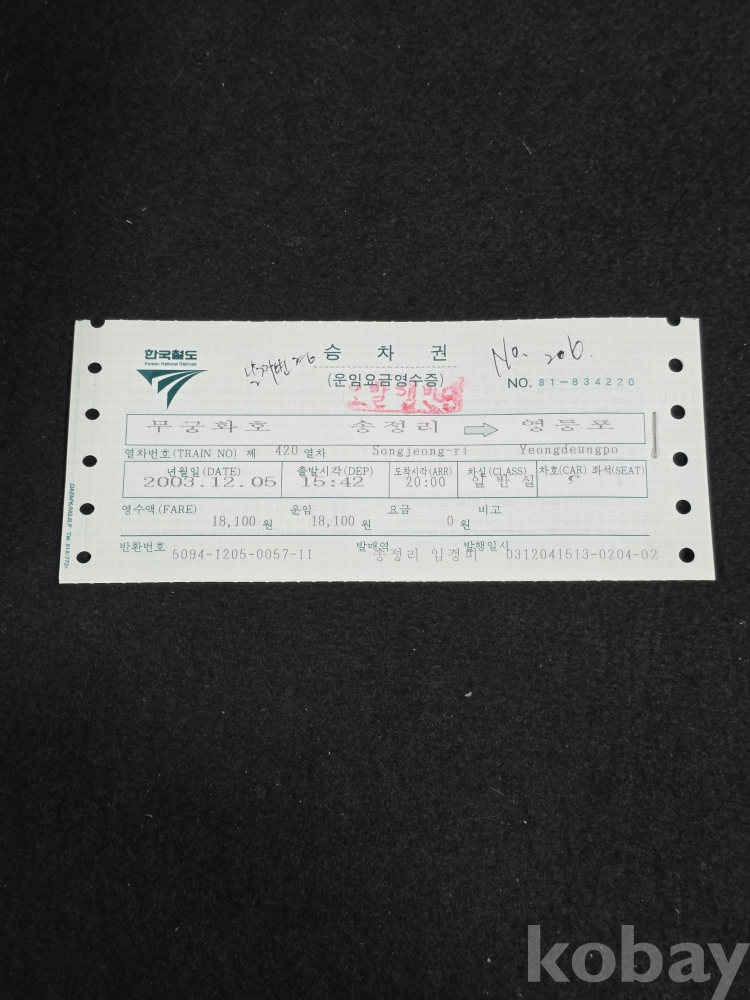 한국철도
Korean National Railroad
승 차 권
No. 206.
(운임요금영수증)
NO. 81-834220
무궁화호 송정리 ⇨ 영등포
열차번호(TRAIN NO) 제 420 열차 Songjeong-ri Yeongdeungpo
년월일(DATE) 출발시각(DEP) 도착시각(ARR) 차실(CLASS) 차호(CAR) 좌석(SEAT)
2003.12.05 15:42 20:00 일반실
영수액(FARE) 운임 요금 비고
18,100 원 18,100 원 0 원
반환번호 5094-1205-0057-11 발매역 송정리 임경미 발행일시 0312041513-0204-02
kobay